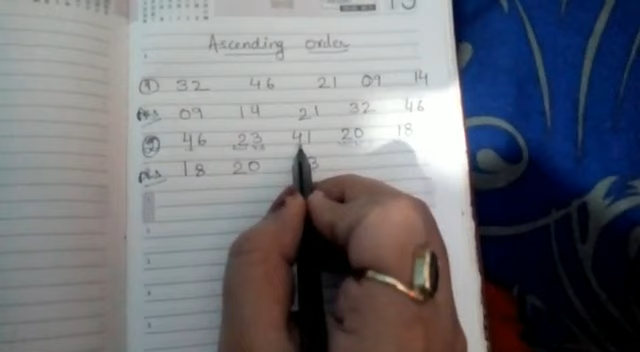 Ascending order
① 32 46 21 09 14
Ans 09 14 21 32 46
② 46 23 41 20 18
Ans 18 20 3